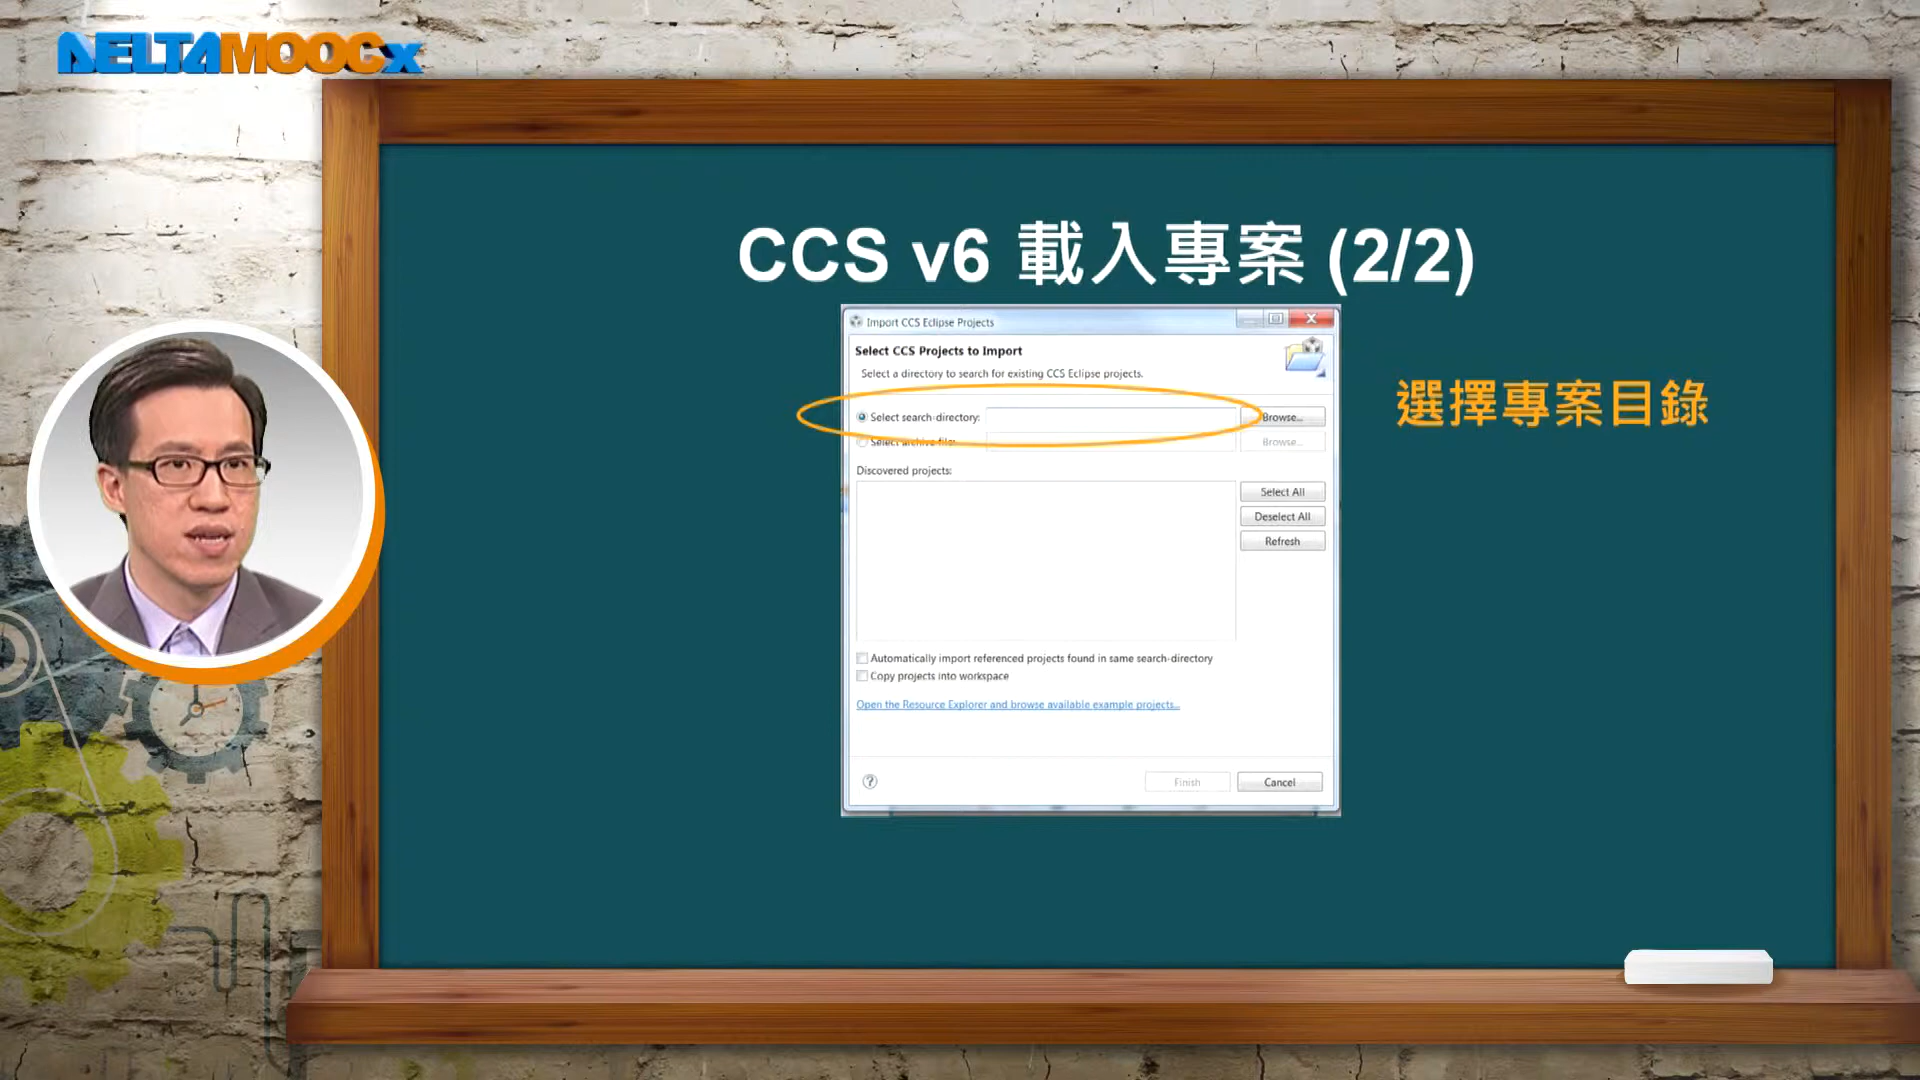 DELTAMOOCx
CCS v6 載入專案 (2/2)
Import CCS Eclipse Projects
Select CCS Projects to Import
Select a directory to search for existing CCS Eclipse projects.
Select search-directory:
Browse...
選擇專案目錄
Select archive file:
Browse...
Discovered projects:
Select All
Deselect All
Refresh
Automatically import referenced projects found in same search-directory
Copy projects into workspace
Open the Resource Explorer and browse available example projects...
?
Finish
Cancel